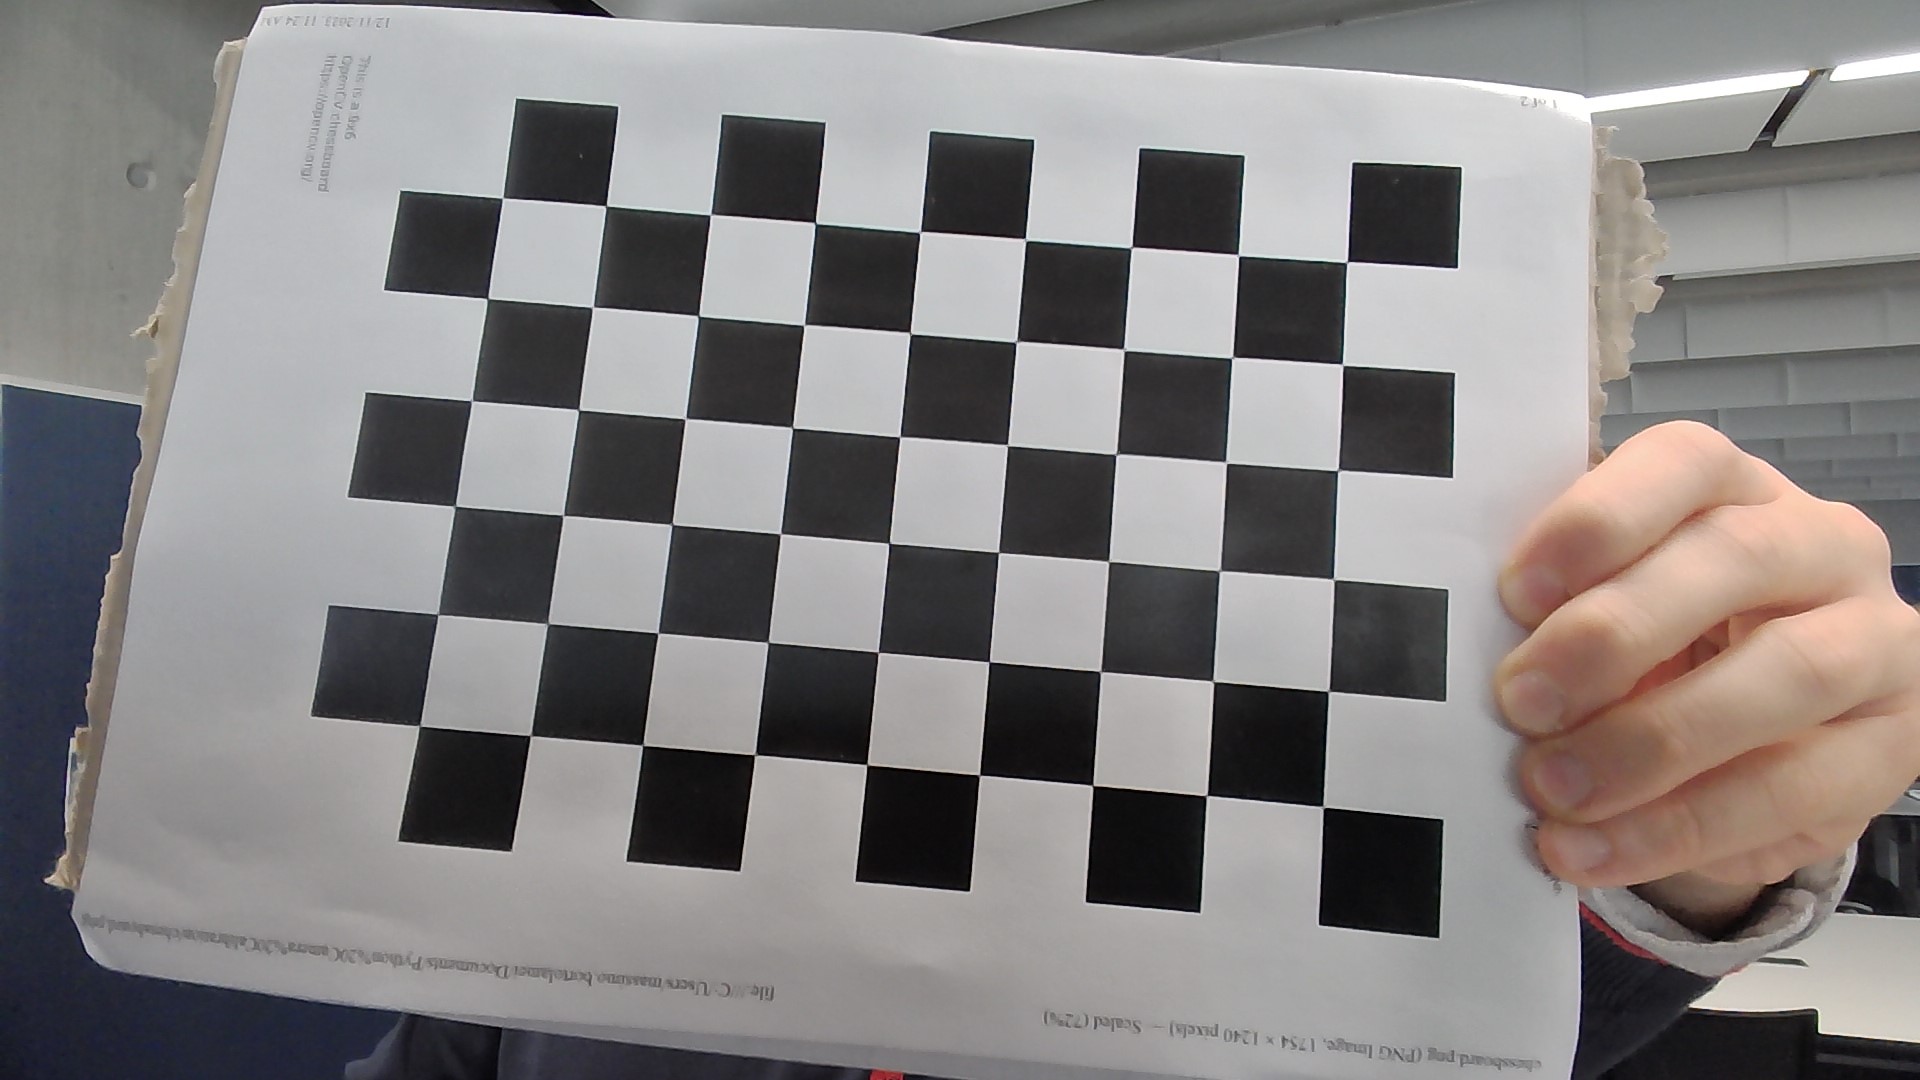 12/11/2023, 11:24 AM
1 of 2
This is a 9x6
OpenCV chessboard
https://opencv.org/
file:///C:/Users/massimo.bortolamei/Documents/Python%20Camera%20Calibration/chessboard.png
chessboard.png (PNG Image, 1754 × 1240 pixels) — Scaled (72%)